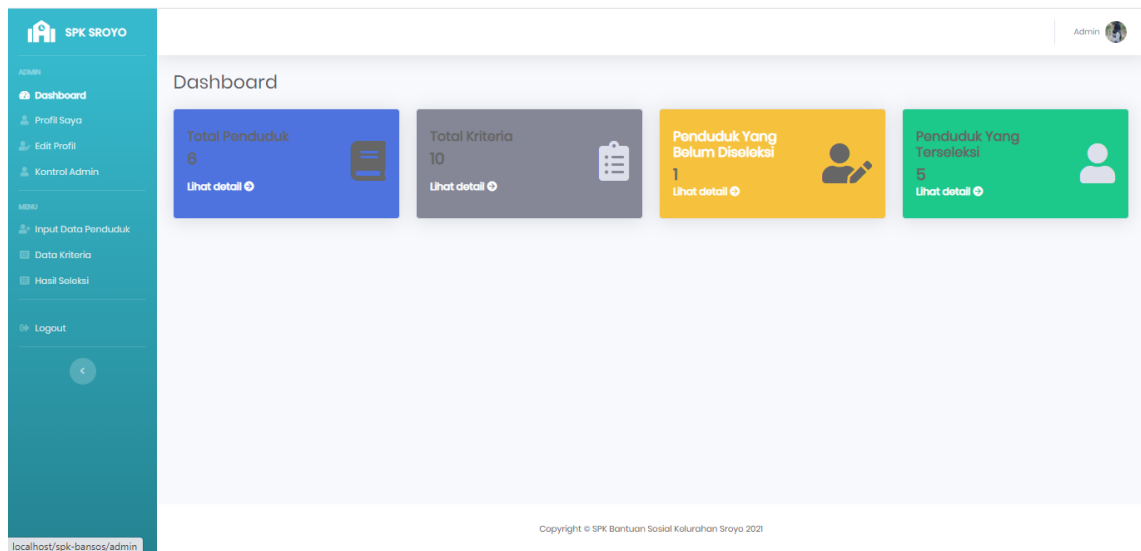 SPK SROYO
Admin
ADMIN
Dashboard
Profil Saya
Edit Profil
Kontrol Admin
MENU
Input Data Penduduk
Data Kriteria
Hasil Seleksi
Logout
Dashboard
Total Penduduk
6
Lihat detail
Total Kriteria
10
Lihat detail
Penduduk Yang
Belum Diseleksi
1
Lihat detail
Penduduk Yang
Terseleksi
5
Lihat detail
Copyright © SPK Bantuan Sosial Kelurahan Sroyo 2021
localhost/spk-bansos/admin